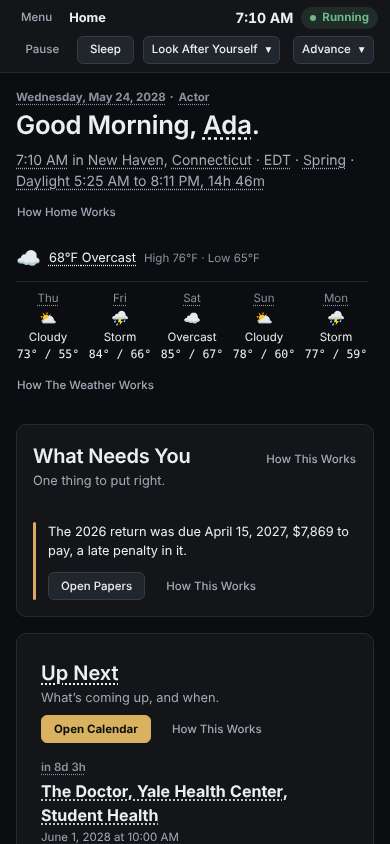 Menu Home 7:10 AM Running
Pause Sleep Look After Yourself ▾ Advance ▾
Wednesday, May 24, 2028 · Actor
Good Morning, Ada.
7:10 AM in New Haven, Connecticut · EDT · Spring ·
Daylight 5:25 AM to 8:11 PM, 14h 46m
How Home Works
68°F Overcast High 76°F · Low 65°F
Thu Fri Sat Sun Mon
Cloudy Storm Overcast Cloudy Storm
73° / 55° 84° / 66° 85° / 67° 78° / 60° 77° / 59°
How The Weather Works
What Needs You How This Works
One thing to put right.
The 2026 return was due April 15, 2027, $7,869 to
pay, a late penalty in it.
Open Papers How This Works
Up Next
What's coming up, and when.
Open Calendar How This Works
in 8d 3h
The Doctor, Yale Health Center,
Student Health
June 1, 2028 at 10:00 AM